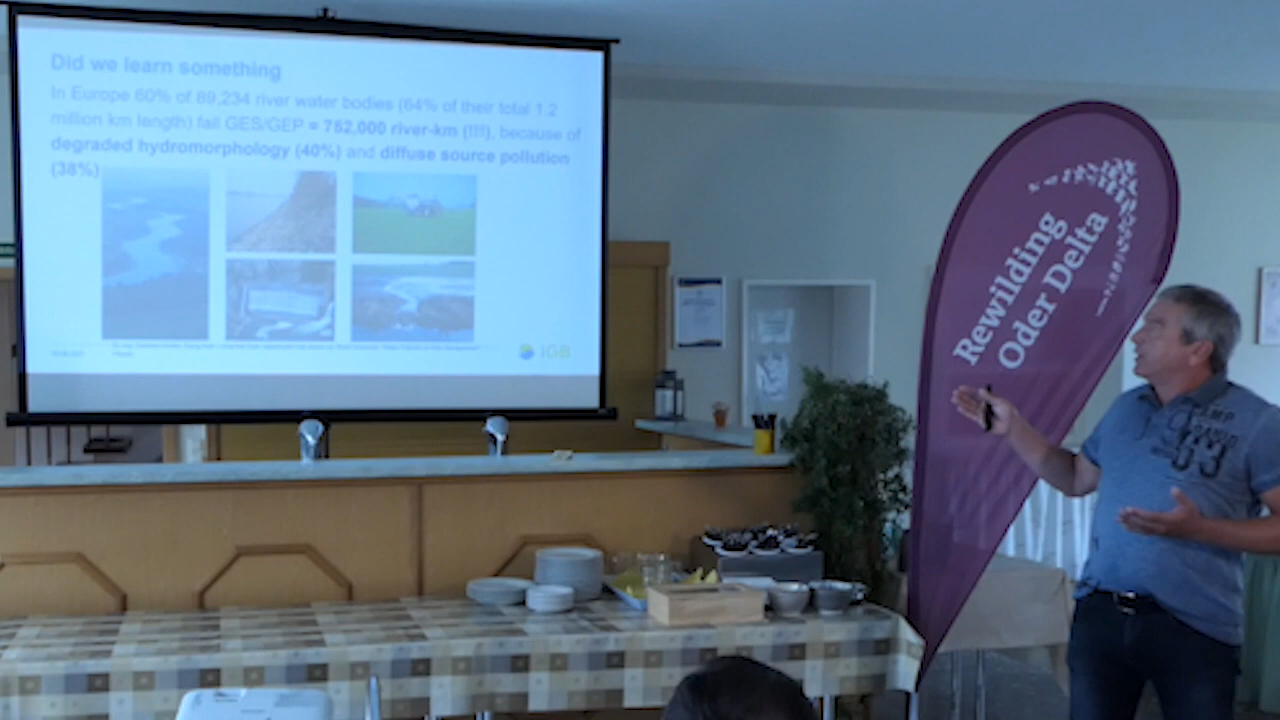 Did we learn something
In Europe 60% of 89,234 river water bodies (64% of their total 1.2
million km length) fail GES/GEP = 762,000 river-km (!!!), because of
degraded hydromorphology (40%) and diffuse source pollution
(38%)
IGB
Rewilding
Oder Delta
CAMP